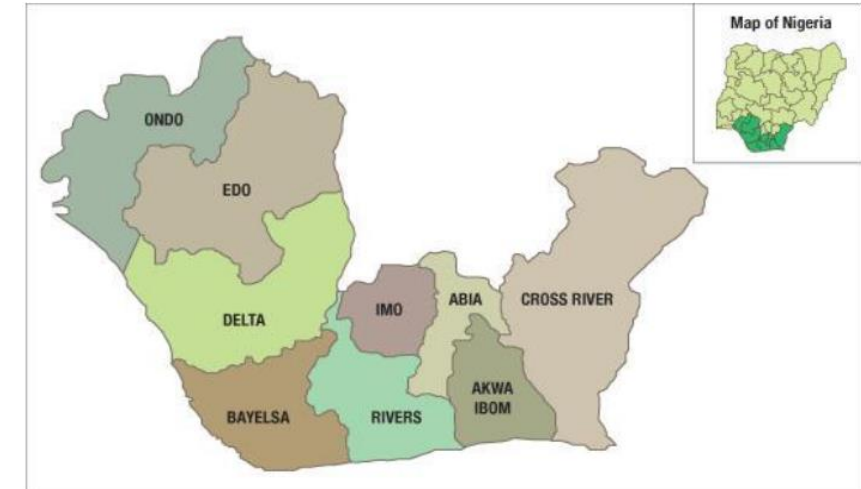 Map of Nigeria
ONDO
EDO
DELTA
IMO
ABIA
CROSS RIVER
BAYELSA
RIVERS
AKWA
IBOM